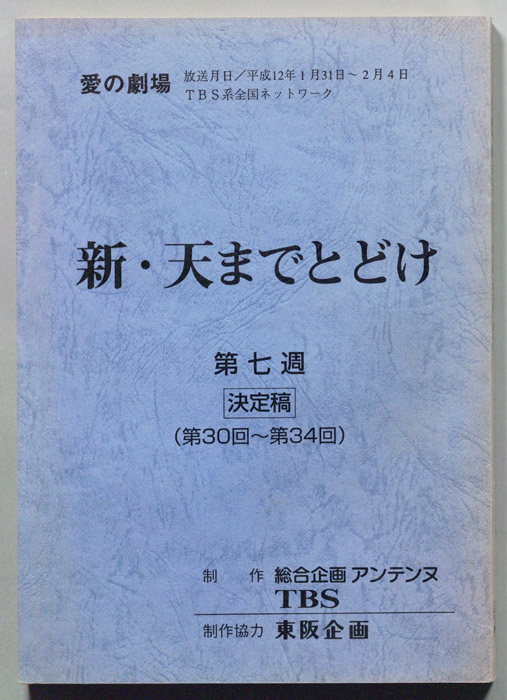 愛の劇場
放送月日／平成12年1月31日～2月4日
ＴＢＳ系全国ネットワーク
新・天までとどけ
第七週
決定稿
（第30回～第34回）
制　作　総合企画 アンテンヌ
TBS
制作協力　東阪企画